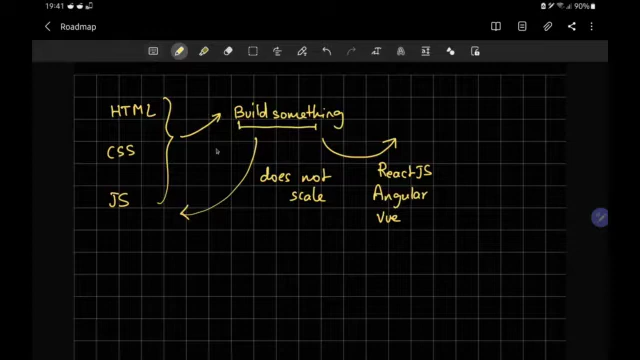 19:41
90%
Roadmap
HTML
CSS
JS
Build something
does not
scale
ReactJS
Angular
Vue